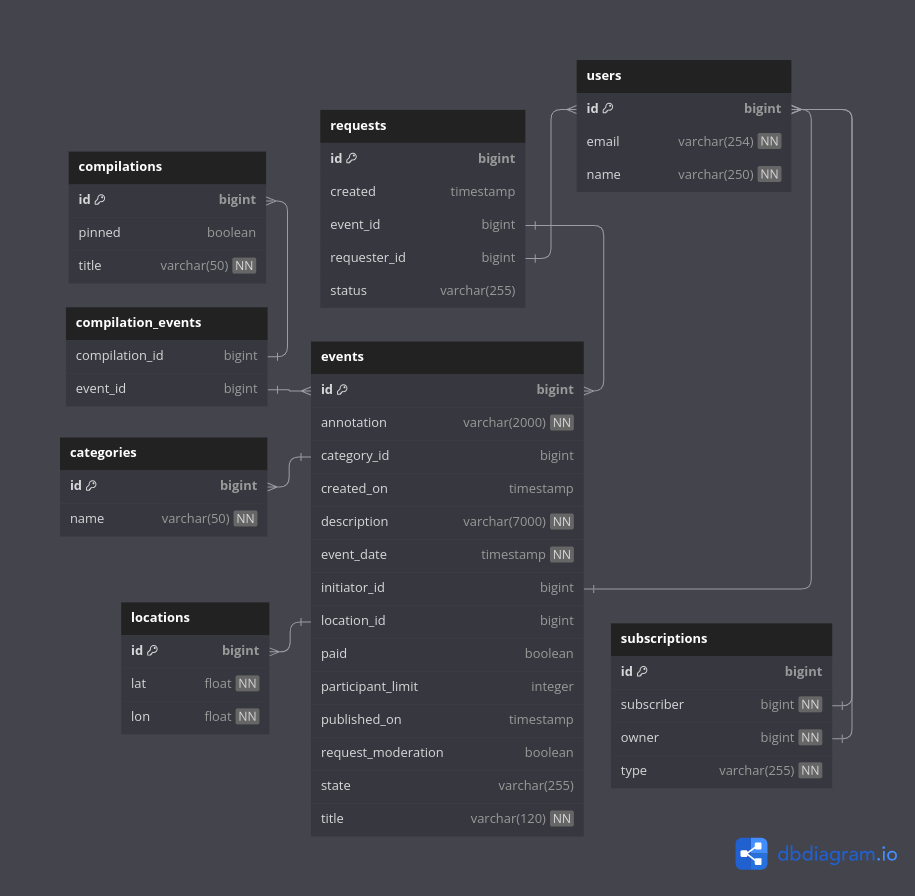 users
id bigint
email varchar(254) NN
name varchar(250) NN
requests
id bigint
created timestamp
event_id bigint
requester_id bigint
status varchar(255)
compilations
id bigint
pinned boolean
title varchar(50) NN
compilation_events
compilation_id bigint
event_id bigint
events
id bigint
annotation varchar(2000) NN
category_id bigint
created_on timestamp
description varchar(7000) NN
event_date timestamp NN
initiator_id bigint
location_id bigint
paid boolean
participant_limit integer
published_on timestamp
request_moderation boolean
state varchar(255)
title varchar(120) NN
categories
id bigint
name varchar(50) NN
locations
id bigint
lat float NN
lon float NN
subscriptions
id bigint
subscriber bigint NN
owner bigint NN
type varchar(255) NN
dbdiagram.io